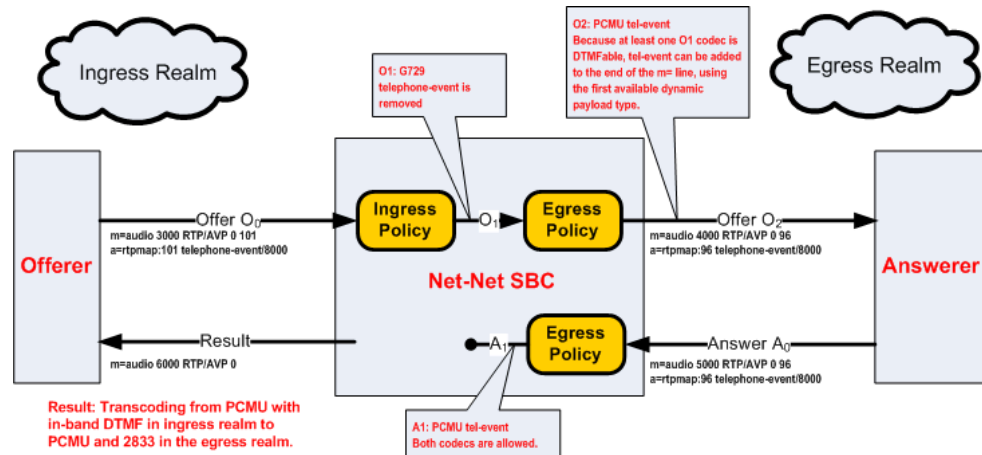 Ingress Realm
Egress Realm
O1: G729
telephone-event is
removed
O2: PCMU tel-event
Because at least one O1 codec is
DTMFable, tel-event can be added
to the end of the m= line, using
the first available dynamic
payload type.
Offerer
Offer O0
m=audio 3000 RTP/AVP 0 101
a=rtpmap:101 telephone-event/8000
Ingress
Policy
O1
Egress
Policy
Offer O2
m=audio 4000 RTP/AVP 0 96
a=rtpmap:96 telephone-event/8000
Answerer
Net-Net SBC
Result
m=audio 6000 RTP/AVP 0
A1
Egress
Policy
Answer A0
m=audio 5000 RTP/AVP 0 96
a=rtpmap:96 telephone-event/8000
Result: Transcoding from PCMU with
in-band DTMF in ingress realm to
PCMU and 2833 in the egress realm.
A1: PCMU tel-event
Both codecs are allowed.